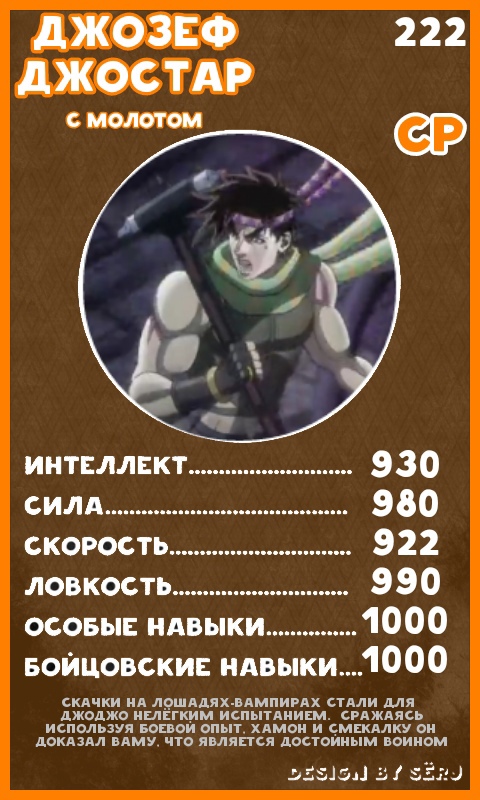 ДЖОЗЕФ
ДЖОСТАР
С МОЛОТОМ
222
СР
ИНТЕЛЛЕКТ............................ 930
СИЛА.......................................... 980
СКОРОСТЬ............................... 922
ЛОВКОСТЬ.............................. 990
ОСОБЫЕ НАВЫКИ............... 1000
БОЙЦОВСКИЕ НАВЫКИ.... 1000
СКАЧКИ НА ЛОШАДЯХ-ВАМПИРАХ СТАЛИ ДЛЯ
ДЖОДЖО НЕЛЁГКИМ ИСПЫТАНИЕМ. СРАЖАЯСЬ
ИСПОЛЬЗУЯ БОЕВОЙ ОПЫТ, ХАМОН И СМЕКАЛКУ ОН
ДОКАЗАЛ ВАМУ, ЧТО ЯВЛЯЕТСЯ ДОСТОЙНЫМ ВОИНОМ
DESIGN BY SЁRJ